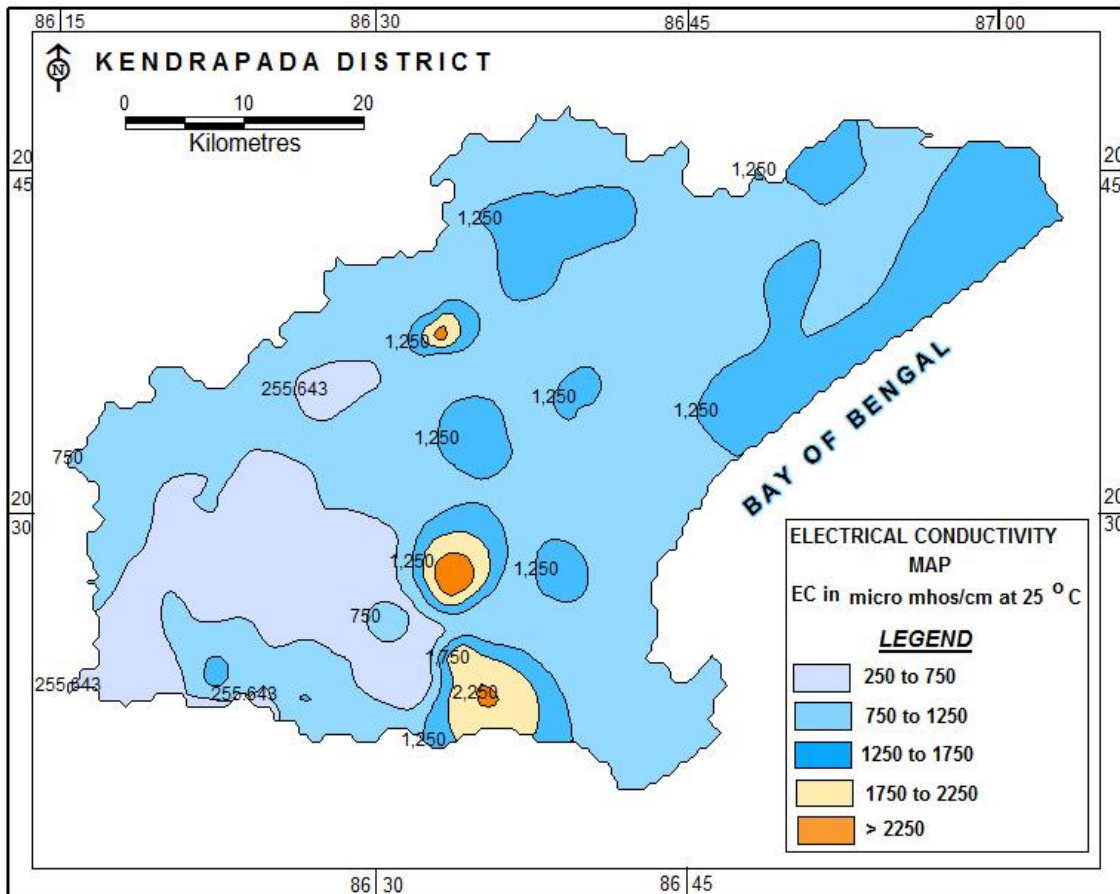 86 15
86 30
86 45
87 00
N
KENDRAPADA DISTRICT
0 10 20
Kilometres
20
45
20
45
1,250
1,250
1,250
255.643
1,250
1,250
1,250
750
BAY OF BENGAL
20
30
20
30
1,250
1,250
750
1,750
255.643
255.643
2,250
1,250
ELECTRICAL CONDUCTIVITY
MAP
EC in micro mhos/cm at 25 ° C
LEGEND
250 to 750
750 to 1250
1250 to 1750
1750 to 2250
> 2250
86 30
86 45